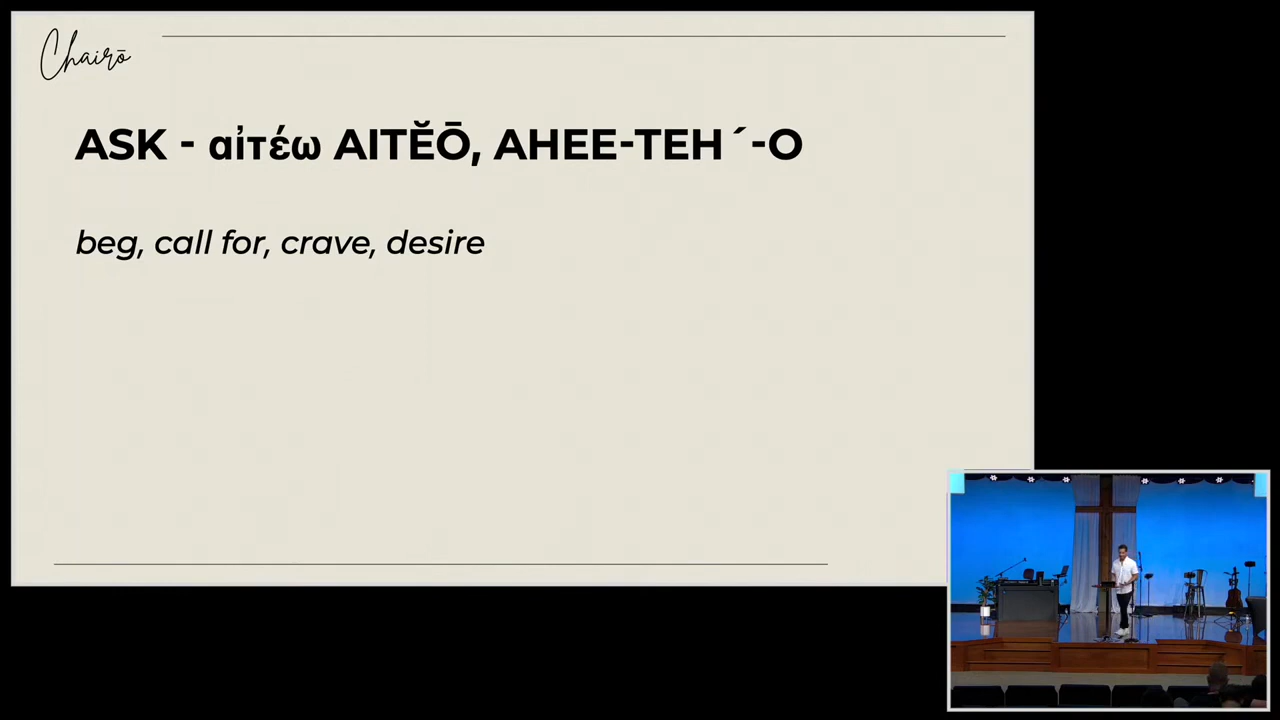 Chairō
ASK - αἰτέω AITĔŌ, AHEE-TEH´-O
beg, call for, crave, desire